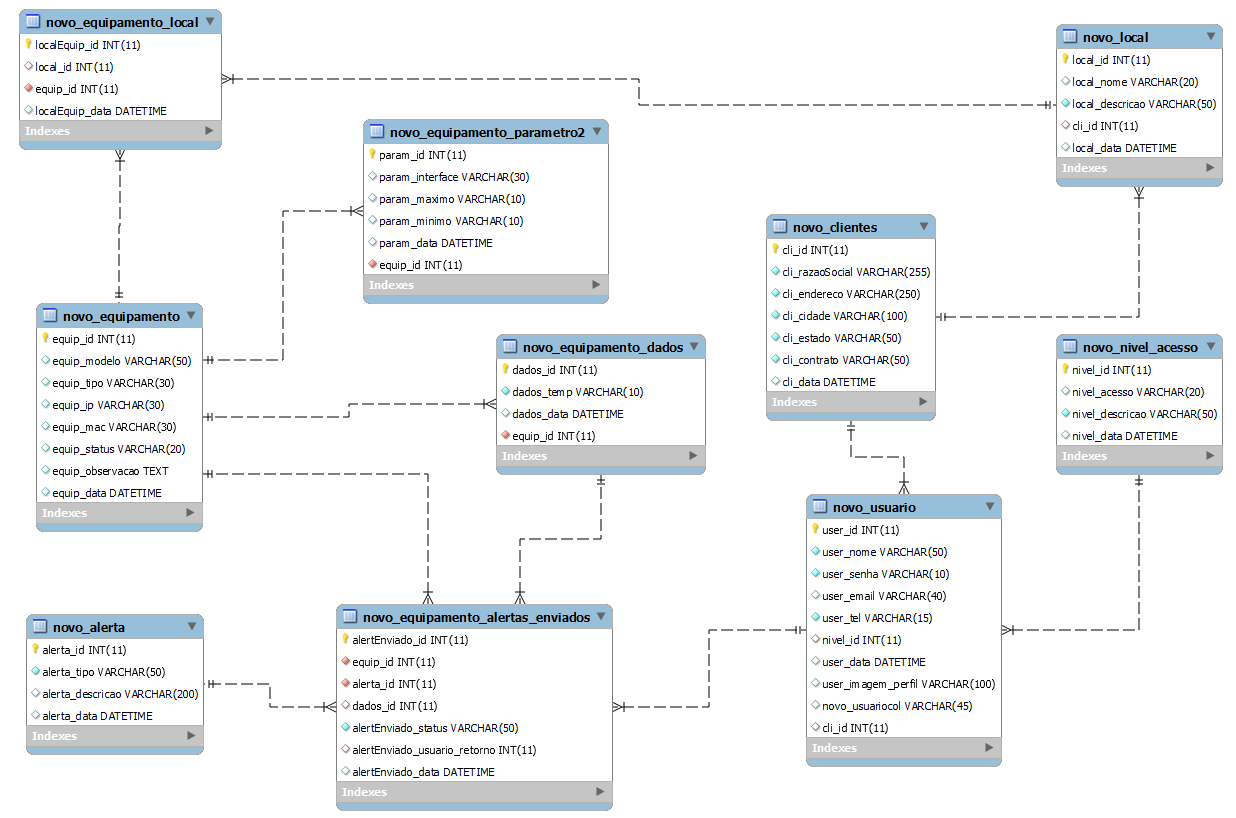 novo_equipamento_local
localEquip_id INT(11)
local_id INT(11)
equip_id INT(11)
localEquip_data DATETIME
Indexes
novo_local
local_id INT(11)
local_nome VARCHAR(20)
local_descricao VARCHAR(50)
cli_id INT(11)
local_data DATETIME
Indexes
novo_equipamento_parametro2
param_id INT(11)
param_interface VARCHAR(30)
param_maximo VARCHAR(10)
param_minimo VARCHAR(10)
param_data DATETIME
equip_id INT(11)
Indexes
novo_clientes
cli_id INT(11)
cli_razaoSocial VARCHAR(255)
cli_endereco VARCHAR(250)
cli_cidade VARCHAR(100)
cli_estado VARCHAR(50)
cli_contrato VARCHAR(50)
cli_data DATETIME
Indexes
novo_equipamento
equip_id INT(11)
equip_modelo VARCHAR(50)
equip_tipo VARCHAR(30)
equip_ip VARCHAR(30)
equip_mac VARCHAR(30)
equip_status VARCHAR(20)
equip_observacao TEXT
equip_data DATETIME
Indexes
novo_equipamento_dados
dados_id INT(11)
dados_temp VARCHAR(10)
dados_data DATETIME
equip_id INT(11)
Indexes
novo_nivel_acesso
nivel_id INT(11)
nivel_acesso VARCHAR(20)
nivel_descricao VARCHAR(50)
nivel_data DATETIME
Indexes
novo_usuario
user_id INT(11)
user_nome VARCHAR(50)
user_senha VARCHAR(10)
user_email VARCHAR(40)
user_tel VARCHAR(15)
nivel_id INT(11)
user_data DATETIME
user_imagem_perfil VARCHAR(100)
novo_usuariocol VARCHAR(45)
cli_id INT(11)
Indexes
novo_alerta
alerta_id INT(11)
alerta_tipo VARCHAR(50)
alerta_descricao VARCHAR(200)
alerta_data DATETIME
Indexes
novo_equipamento_alertas_enviados
alertEnviado_id INT(11)
equip_id INT(11)
alerta_id INT(11)
dados_id INT(11)
alertEnviado_status VARCHAR(50)
alertEnviado_usuario_retorno INT(11)
alertEnviado_data DATETIME
Indexes